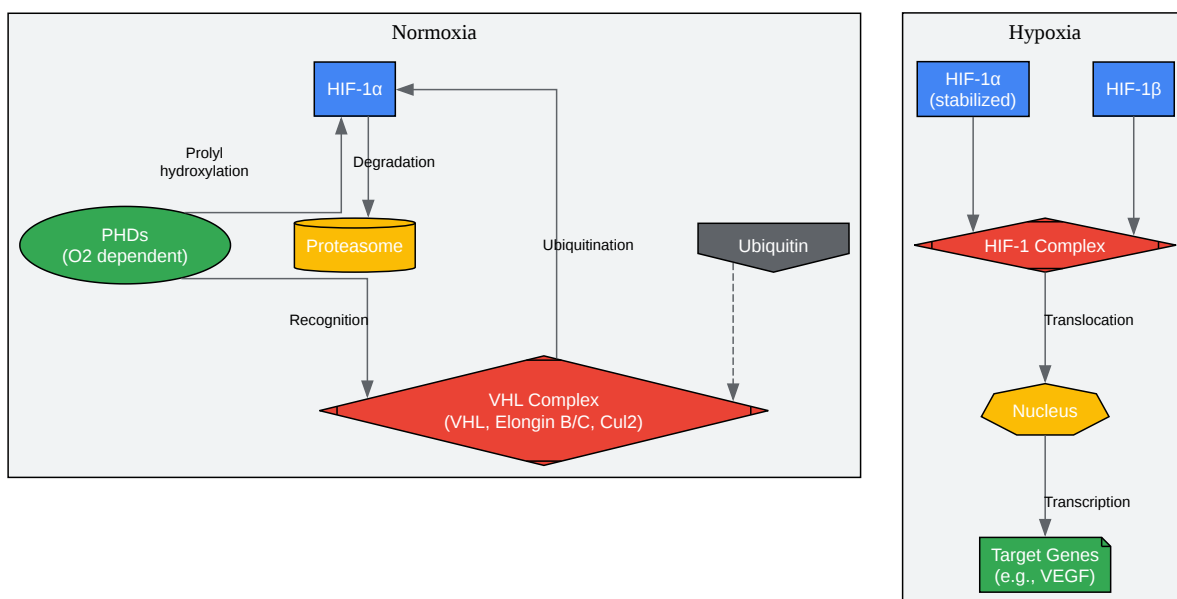 Normoxia
HIF-1α
Prolyl
hydroxylation
Degradation
PHDs
(O2 dependent)
Proteasome
Ubiquitination
Ubiquitin
Recognition
VHL Complex
(VHL, Elongin B/C, Cul2)
Hypoxia
HIF-1α
(stabilized)
HIF-1β
HIF-1 Complex
Translocation
Nucleus
Transcription
Target Genes
(e.g., VEGF)